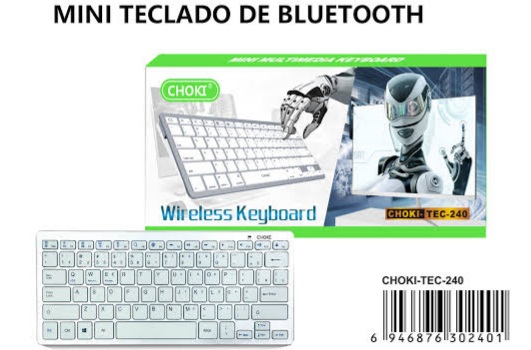 MINI TECLADO DE BLUETOOTH
MINI MULTIMEDIA KEYBOARD
CHOKI
Wireless Keyboard
CHOKI- TEC-240
CHOKI
CHOKI-TEC-240
6 946876 302401